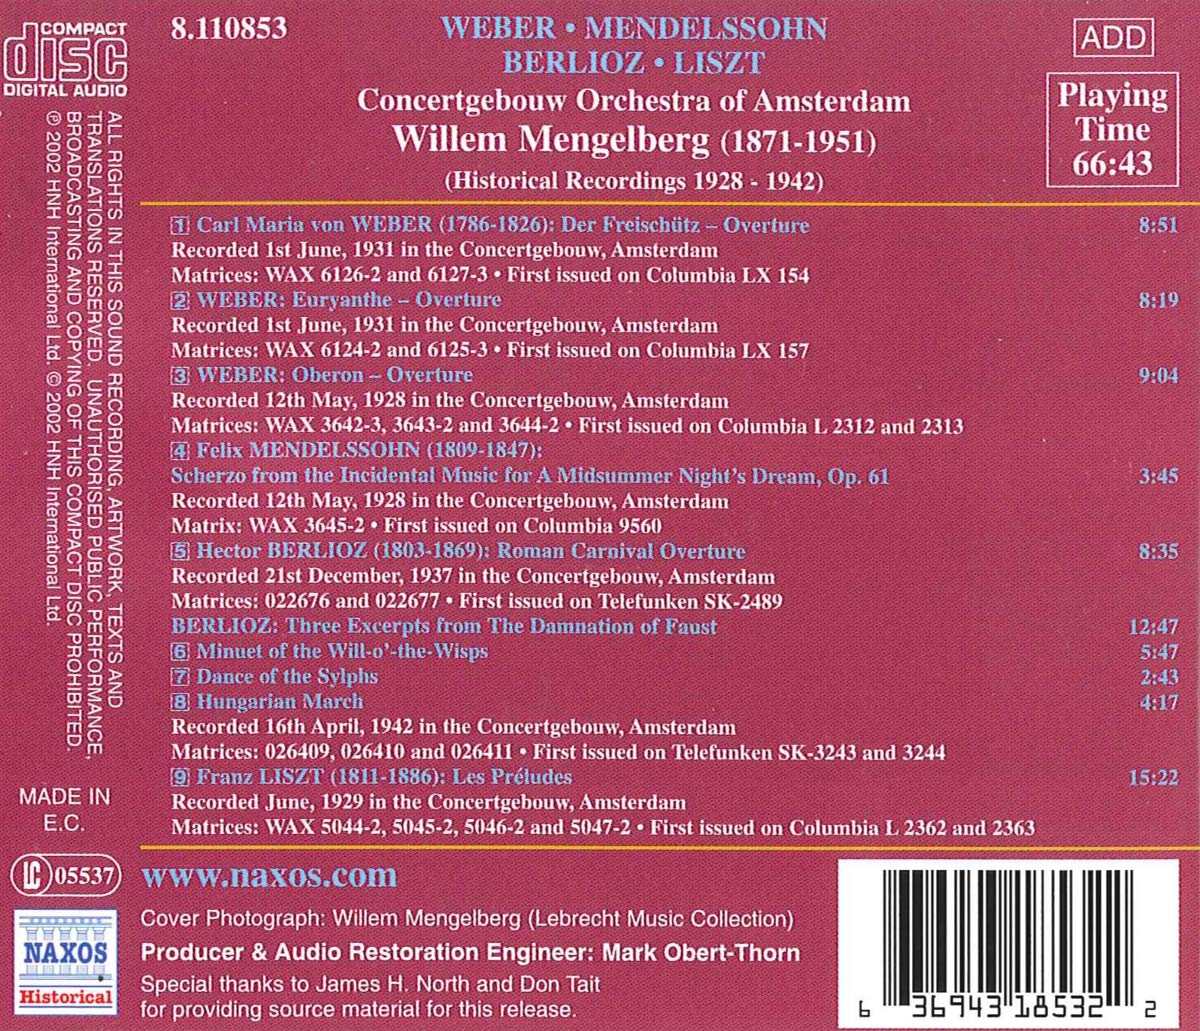 COMPACT
disc
DIGITAL AUDIO
8.110853
WEBER • MENDELSSOHN
BERLIOZ • LISZT
Concertgebouw Orchestra of Amsterdam
Willem Mengelberg (1871-1951)
(Historical Recordings 1928 - 1942)
ADD
Playing
Time
66:43
1 Carl Maria von WEBER (1786-1826): Der Freischütz – Overture 8:51
Recorded 1st June, 1931 in the Concertgebouw, Amsterdam
Matrices: WAX 6126-2 and 6127-3 • First issued on Columbia LX 154
2 WEBER: Euryanthe – Overture 8:19
Recorded 1st June, 1931 in the Concertgebouw, Amsterdam
Matrices: WAX 6124-2 and 6125-3 • First issued on Columbia LX 157
3 WEBER: Oberon – Overture 9:04
Recorded 12th May, 1928 in the Concertgebouw, Amsterdam
Matrices: WAX 3642-3, 3643-2 and 3644-2 • First issued on Columbia L 2312 and 2313
4 Felix MENDELSSOHN (1809-1847):
Scherzo from the Incidental Music for A Midsummer Night's Dream, Op. 61 3:45
Recorded 12th May, 1928 in the Concertgebouw, Amsterdam
Matrix: WAX 3645-2 • First issued on Columbia 9560
5 Hector BERLIOZ (1803-1869): Roman Carnival Overture 8:35
Recorded 21st December, 1937 in the Concertgebouw, Amsterdam
Matrices: 022676 and 022677 • First issued on Telefunken SK-2489
BERLIOZ: Three Excerpts from The Damnation of Faust 12:47
6 Minuet of the Will-o'-the-Wisps 5:47
7 Dance of the Sylphs 2:43
8 Hungarian March 4:17
Recorded 16th April, 1942 in the Concertgebouw, Amsterdam
Matrices: 026409, 026410 and 026411 • First issued on Telefunken SK-3243 and 3244
9 Franz LISZT (1811-1886): Les Préludes 15:22
Recorded June, 1929 in the Concertgebouw, Amsterdam
Matrices: WAX 5044-2, 5045-2, 5046-2 and 5047-2 • First issued on Columbia L 2362 and 2363
ALL RIGHTS IN THIS SOUND RECORDING, ARTWORK, TEXTS AND
TRANSLATIONS RESERVED. UNAUTHORISED PUBLIC PERFORMANCE,
BROADCASTING AND COPYING OF THIS COMPACT DISC PROHIBITED.
℗ 2002 HNH International Ltd. © 2002 HNH International Ltd.
MADE IN
E.C.
LC 05537
www.naxos.com
NAXOS
Historical
Cover Photograph: Willem Mengelberg (Lebrecht Music Collection)
Producer & Audio Restoration Engineer: Mark Obert-Thorn
Special thanks to James H. North and Don Tait
for providing source material for this release.
6 36943 18532 2